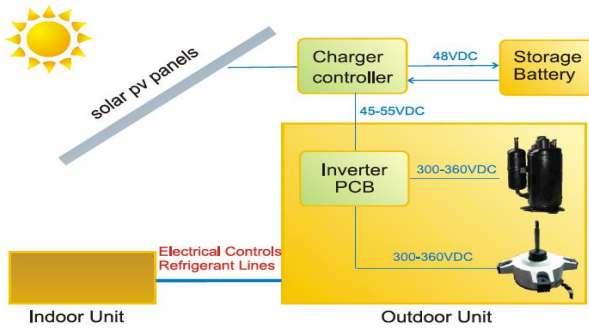 solar pv panels
Charger
controller
48VDC
Storage
Battery
45-55VDC
Inverter
PCB
300-360VDC
300-360VDC
Electrical Controls
Refrigerant Lines
Indoor Unit
Outdoor Unit